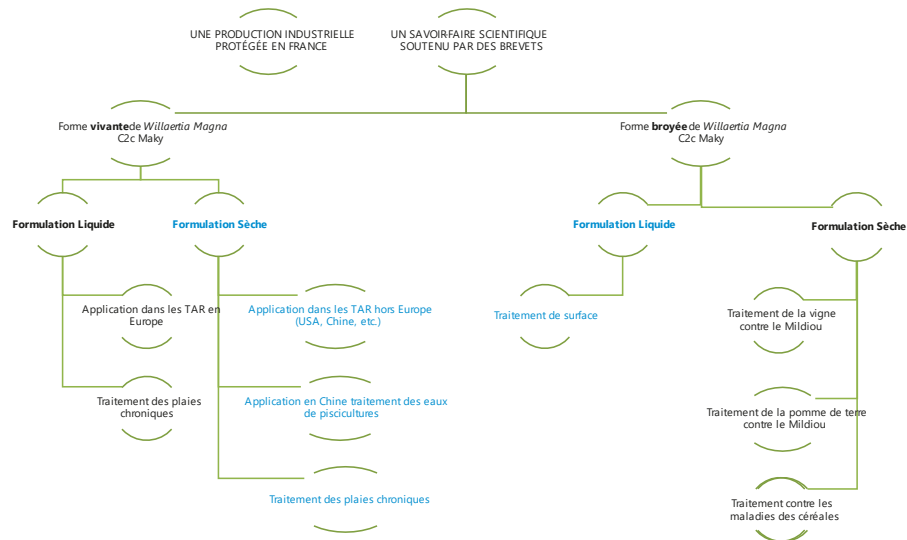 UNE PRODUCTION INDUSTRIELLE
PROTÉGÉE EN FRANCE
UN SAVOIR-FAIRE SCIENTIFIQUE
SOUTENU PAR DES BREVETS
Forme vivante de Willaertia Magna
C2c Maky
Forme broyée de Willaertia Magna
C2c Maky
Formulation Liquide
Formulation Sèche
Formulation Liquide
Formulation Sèche
Application dans les TAR en
Europe
Traitement des plaies
chroniques
Application dans les TAR hors Europe
(USA, Chine, etc.)
Application en Chine traitement des eaux
de piscicultures
Traitement des plaies chroniques
Traitement de surface
Traitement de la vigne
contre le Mildiou
Traitement de la pomme de terre
contre le Mildiou
Traitement contre les
maladies des céréales